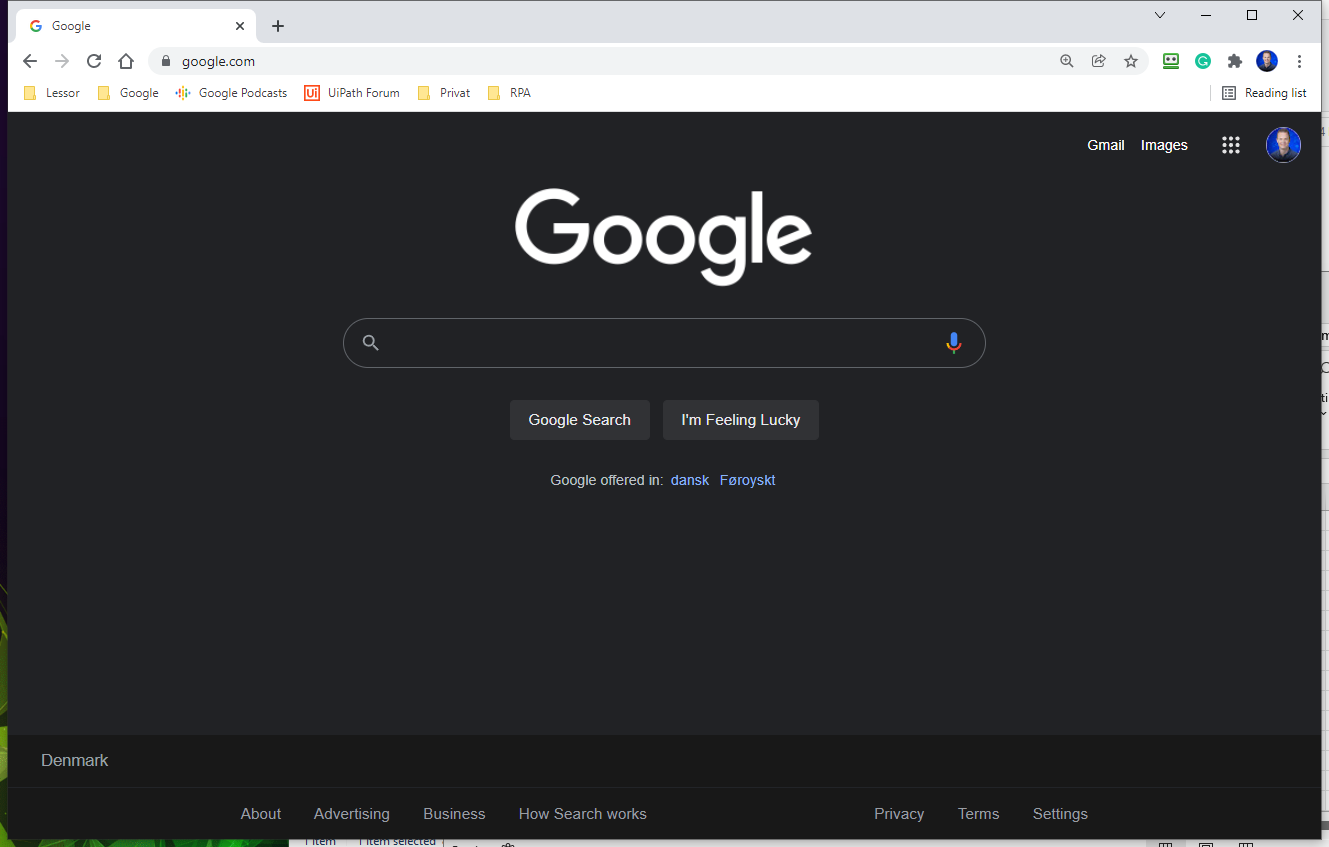 Google
google.com
Lessor Google Google Podcasts Ui UiPath Forum Privat RPA Reading list
Gmail Images
Google
Google Search I'm Feeling Lucky
Google offered in: dansk Føroyskt
Denmark
About Advertising Business How Search works Privacy Terms Settings
1 item 1 item selected